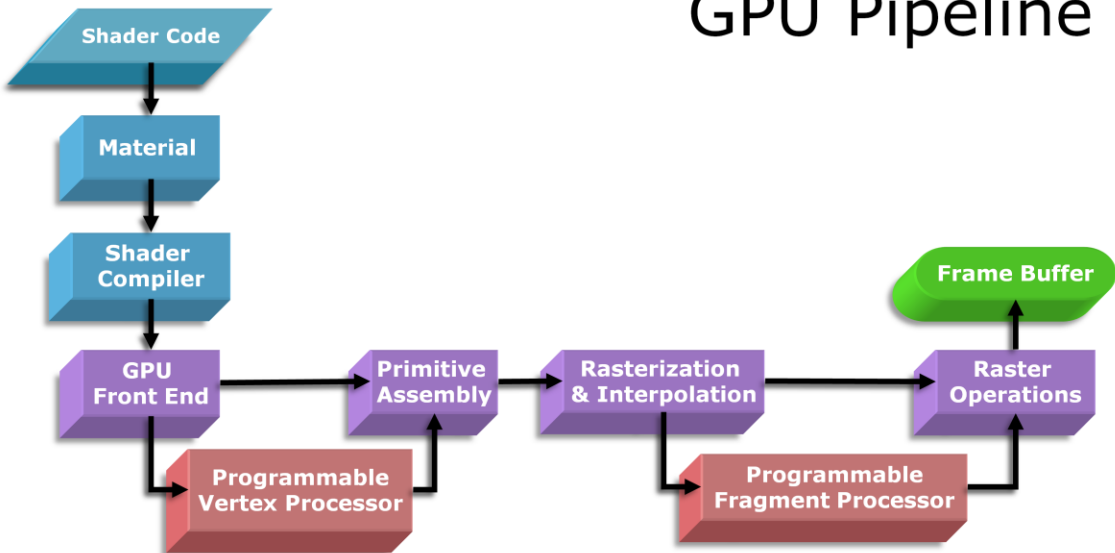 GPU Pipeline
Shader Code
Material
Shader
Compiler
GPU
Front End
Primitive
Assembly
Rasterization
& Interpolation
Raster
Operations
Frame Buffer
Programmable
Vertex Processor
Programmable
Fragment Processor